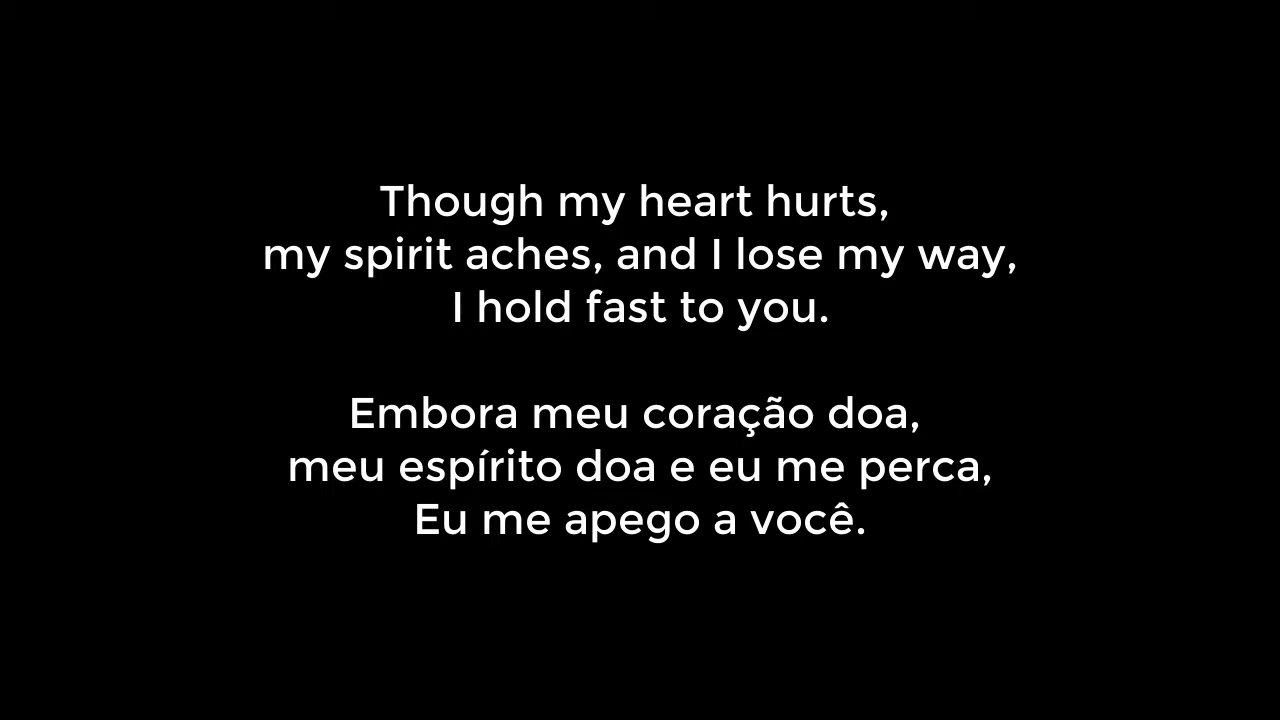 Though my heart hurts,
my spirit aches, and I lose my way,
I hold fast to you.
Embora meu coração doa,
meu espírito doa e eu me perca,
Eu me apego a você.